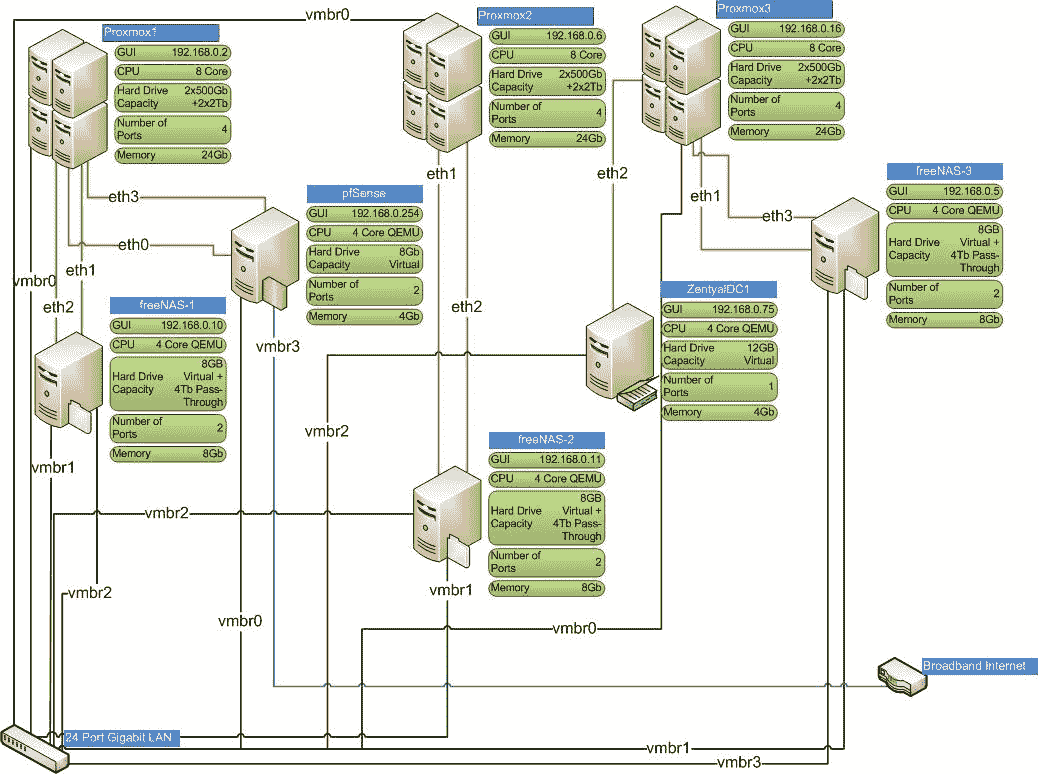 vmbr0
Proxmox1
GUI 192.168.0.2
CPU 8 Core
Hard Drive 2x500Gb
Capacity +2x2Tb
Number of
Ports 4
Memory 24Gb
Proxmox2
GUI 192.168.0.6
CPU 8 Core
Hard Drive 2x500Gb
Capacity +2x2Tb
Number of
Ports 4
Memory 24Gb
Proxmox3
GUI 192.168.0.16
CPU 8 Core
Hard Drive 2x500Gb
Capacity +2x2Tb
Number of
Ports 4
Memory 24Gb
eth3
eth0
eth1
eth2
vmbr0
pfSense
GUI 192.168.0.254
CPU 4 Core QEMU
Hard Drive 8Gb
Capacity Virtual
Number of
Ports 2
Memory 4Gb
eth1
eth2
eth2
eth1
eth3
freeNAS-3
GUI 192.168.0.5
CPU 4 Core QEMU
8GB
Hard Drive Virtual +
Capacity 4Tb Pass-
Through
Number of
Ports 2
Memory 8Gb
freeNAS-1
GUI 192.168.0.10
CPU 4 Core QEMU
8GB
Hard Drive Virtual +
Capacity 4Tb Pass-
Through
Number of
Ports 2
Memory 8Gb
vmbr3
ZentyalDC1
GUI 192.168.0.75
CPU 4 Core QEMU
Hard Drive 12GB
Capacity Virtual
Number of
Ports 1
Memory 4Gb
vmbr2
freeNAS-2
GUI 192.168.0.11
CPU 4 Core QEMU
8GB
Hard Drive Virtual +
Capacity 4Tb Pass-
Through
Number of
Ports 2
Memory 8Gb
vmbr1
vmbr2
vmbr2
vmbr1
vmbr0
vmbr0
Broadband Internet
24 Port Gigabit LAN
vmbr1
vmbr3